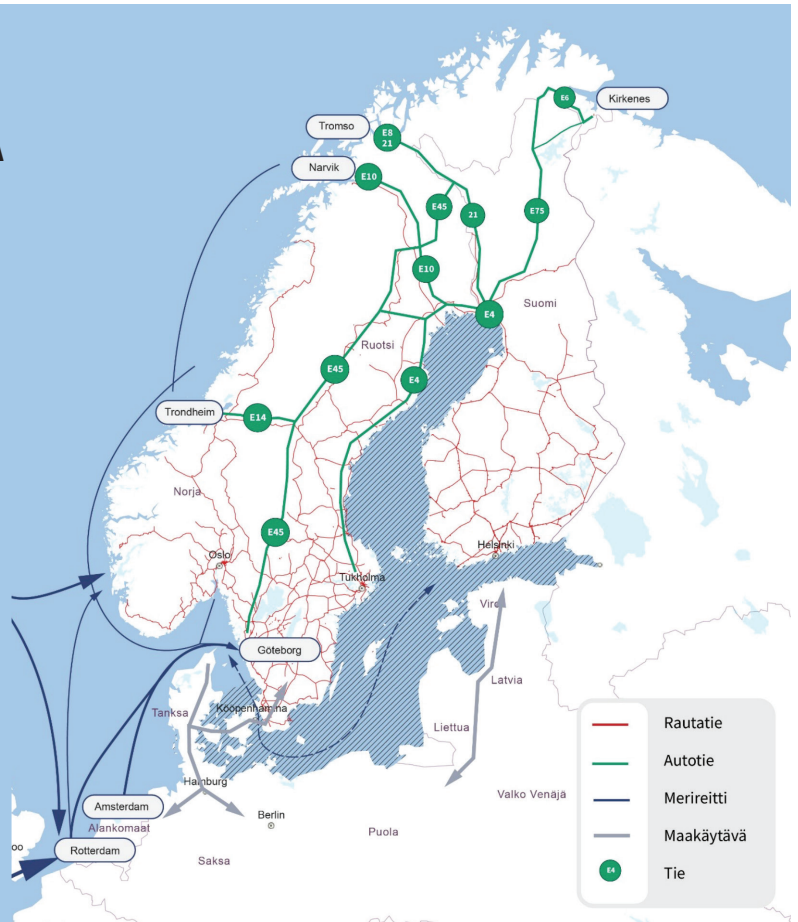 E6
Kirkenes
Tromso
E8
21
Narvik
E10
E45
21
E75
E10
Suomi
E4
Ruotsi
E45
E4
Trondheim
E14
Norja
E45
Oslo
Helsinki
Tukholma
Viro
Göteborg
Latvia
Tanksa
Koopenhamina
Liettua
Hamburg
Valko Venäjä
Amsterdam
Berlin
Alankomaat
Puola
Rotterdam
Saksa
Rautatie
Autotie
Merireitti
Maakäytävä
E4
Tie